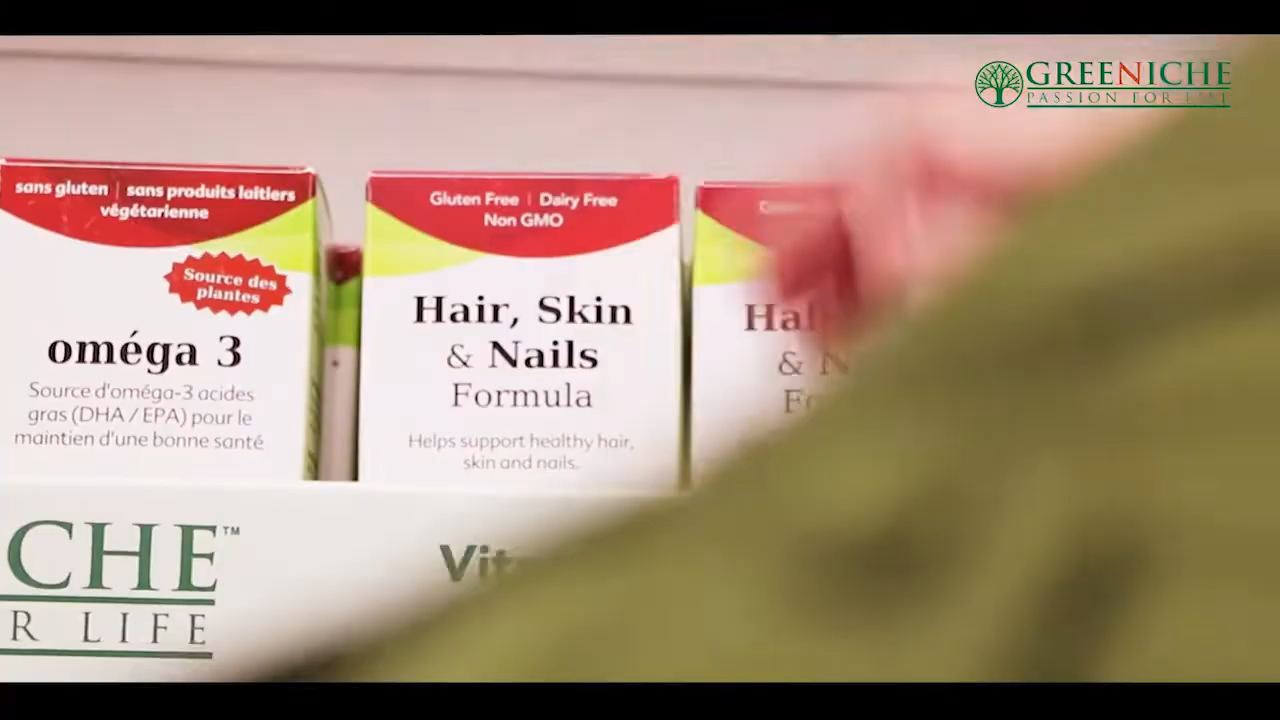 GREENICHE
PASSION FOR LIFE
sans gluten | sans produits laitiers
végétarienne
Source des
plantes
oméga 3
Source d'oméga-3 acides
gras (DHA / EPA) pour le
maintien d'une bonne santé
Gluten Free | Dairy Free
Non GMO
Hair, Skin
& Nails
Formula
Helps support healthy hair,
skin and nails.
&
CHE™
R LIFE